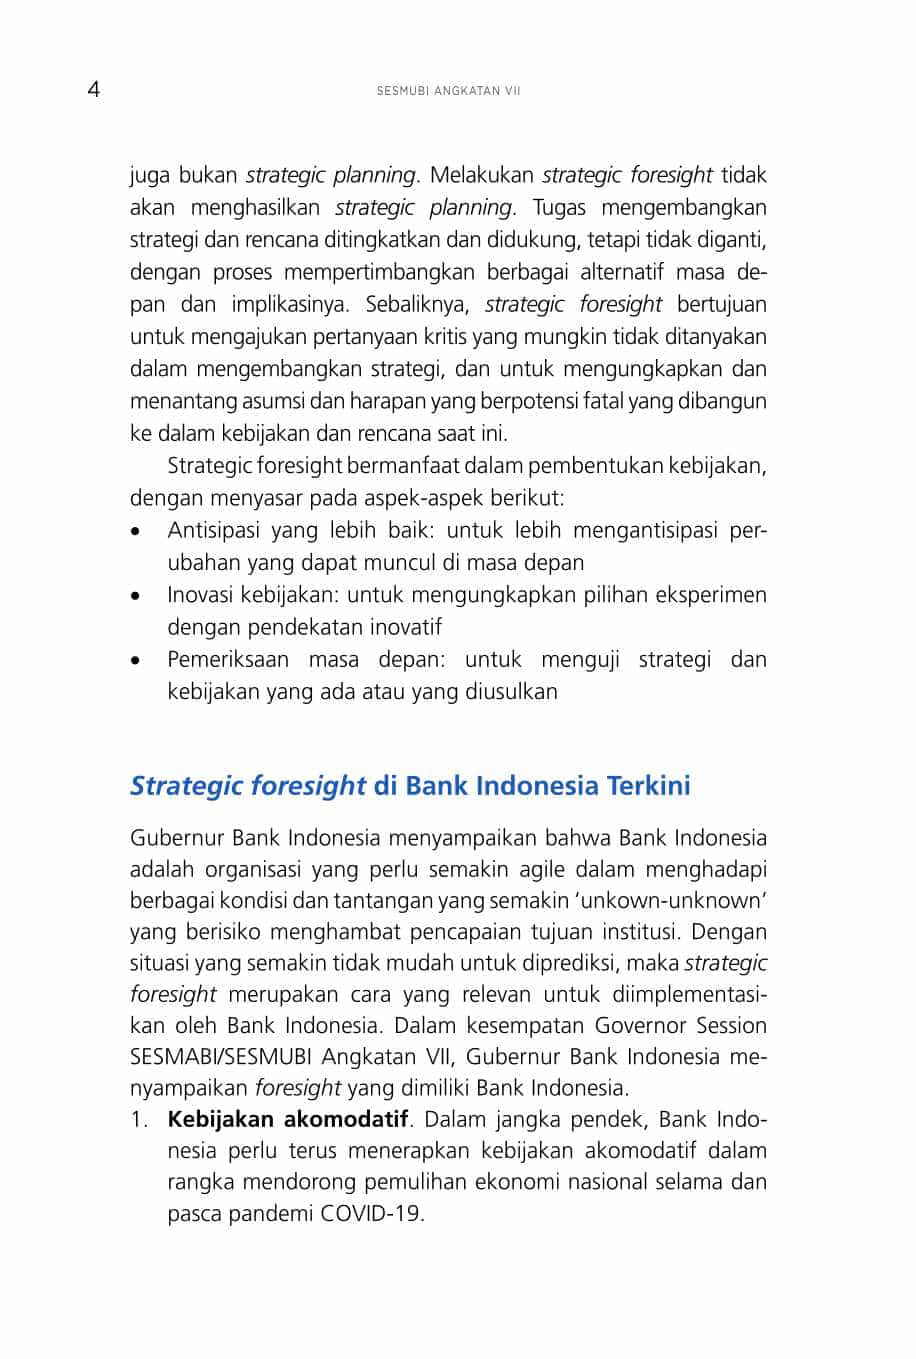 4
SESMUBI ANGKATAN VII
juga bukan strategic planning. Melakukan strategic foresight tidak
akan menghasilkan strategic planning. Tugas mengembangkan
strategi dan rencana ditingkatkan dan didukung, tetapi tidak diganti,
dengan proses mempertimbangkan berbagai alternatif masa de-
pan dan implikasinya. Sebaliknya, strategic foresight bertujuan
untuk mengajukan pertanyaan kritis yang mungkin tidak ditanyakan
dalam mengembangkan strategi, dan untuk mengungkapkan dan
menantang asumsi dan harapan yang berpotensi fatal yang dibangun
ke dalam kebijakan dan rencana saat ini.
Strategic foresight bermanfaat dalam pembentukan kebijakan,
dengan menyasar pada aspek-aspek berikut:
• Antisipasi yang lebih baik: untuk lebih mengantisipasi per-
ubahan yang dapat muncul di masa depan
• Inovasi kebijakan: untuk mengungkapkan pilihan eksperimen
dengan pendekatan inovatif
• Pemeriksaan masa depan: untuk menguji strategi dan
kebijakan yang ada atau yang diusulkan
Strategic foresight di Bank Indonesia Terkini
Gubernur Bank Indonesia menyampaikan bahwa Bank Indonesia
adalah organisasi yang perlu semakin agile dalam menghadapi
berbagai kondisi dan tantangan yang semakin ‘unkown-unknown’
yang berisiko menghambat pencapaian tujuan institusi. Dengan
situasi yang semakin tidak mudah untuk diprediksi, maka strategic
foresight merupakan cara yang relevan untuk diimplementasi-
kan oleh Bank Indonesia. Dalam kesempatan Governor Session
SESMABI/SESMUBI Angkatan VII, Gubernur Bank Indonesia me-
nyampaikan foresight yang dimiliki Bank Indonesia.
1. Kebijakan akomodatif. Dalam jangka pendek, Bank Indo-
nesia perlu terus menerapkan kebijakan akomodatif dalam
rangka mendorong pemulihan ekonomi nasional selama dan
pasca pandemi COVID-19.